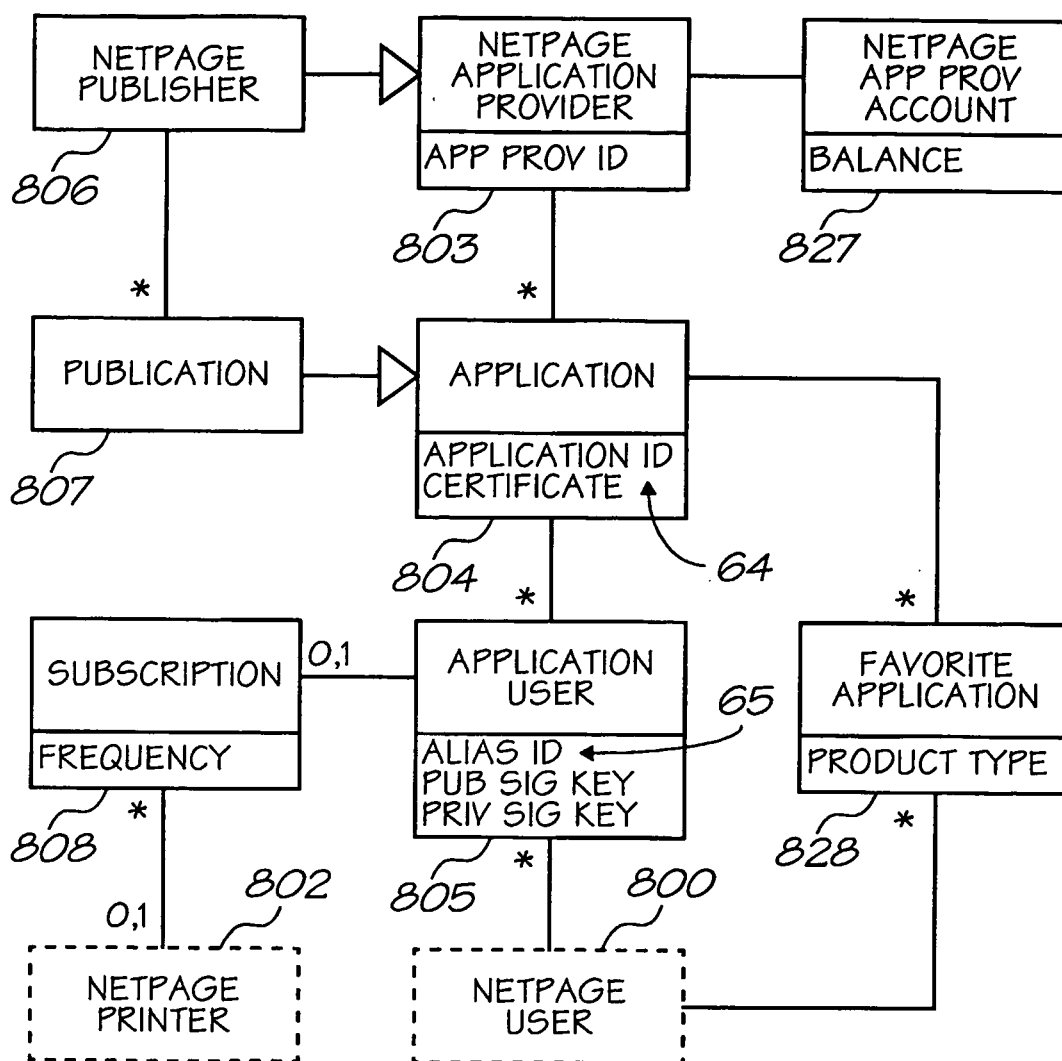 NETPAGE
PUBLISHER
806
NETPAGE
APPLICATION
PROVIDER
APP PROV ID
803
NETPAGE
APP PROV
ACCOUNT
BALANCE
827
*
*
PUBLICATION
807
APPLICATION
APPLICATION ID
CERTIFICATE
804
64
*
*
SUBSCRIPTION
FREQUENCY
808
0,1
APPLICATION
USER
ALIAS ID
PUB SIG KEY
PRIV SIG KEY
805
65
FAVORITE
APPLICATION
PRODUCT TYPE
828
*
*
*
0,1
802
NETPAGE
PRINTER
800
NETPAGE
USER